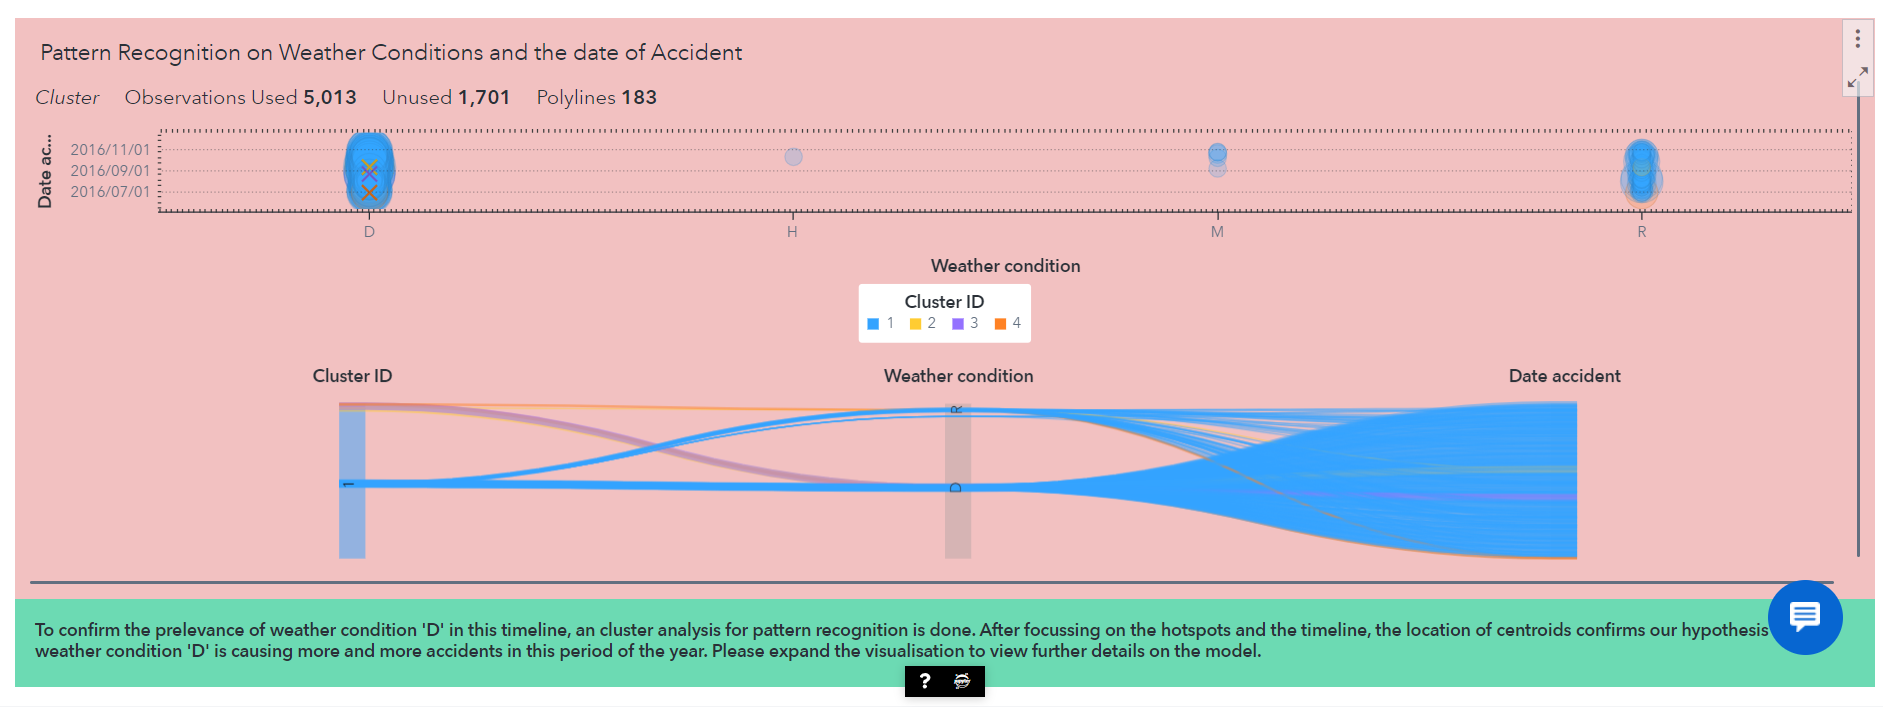 Pattern Recognition on Weather Conditions and the date of Accident
Cluster Observations Used 5,013 Unused 1,701 Polylines 183
Date ac...
2016/11/01
2016/09/01
2016/07/01
D H M R
Weather condition
Cluster ID
1 2 3 4
Cluster ID Weather condition Date accident
R
1
D
To confirm the prelevance of weather condition 'D' in this timeline, an cluster analysis for pattern recognition is done. After focussing on the hotspots and the timeline, the location of centroids confirms our hypothesis
weather condition 'D' is causing more and more accidents in this period of the year. Please expand the visualisation to view further details on the model.
?